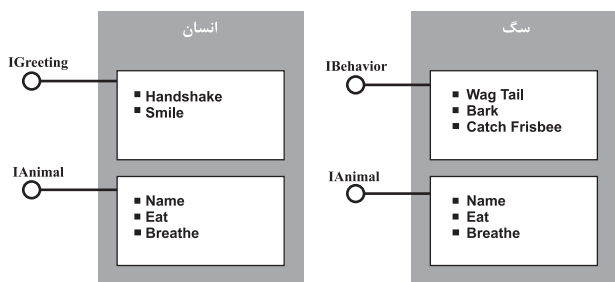 انسان
IGreeting
■ Handshake
■ Smile
IAnimal
■ Name
■ Eat
■ Breathe
سگ
IBehavior
■ Wag Tail
■ Bark
■ Catch Frisbee
IAnimal
■ Name
■ Eat
■ Breathe